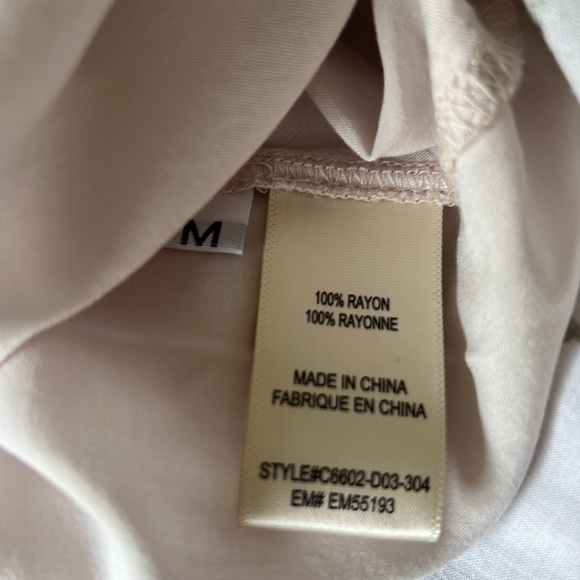 M
100% RAYON
100% RAYONNE
MADE IN CHINA
FABRIQUE EN CHINA
STYLE#C6602-D03-304
EM# EM55193